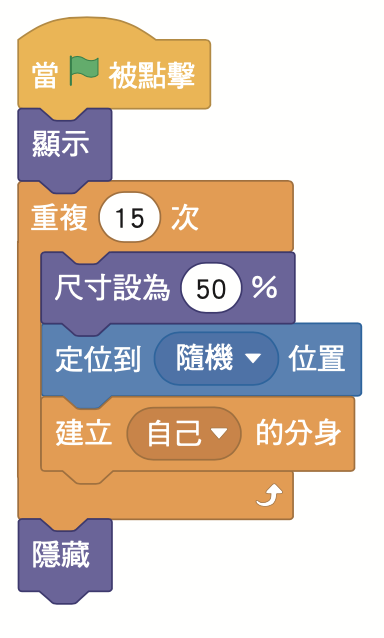 當 被點擊
顯示
重複 15 次
尺寸設為 50 %
定位到 隨機 位置
建立 自己 的分身
隱藏